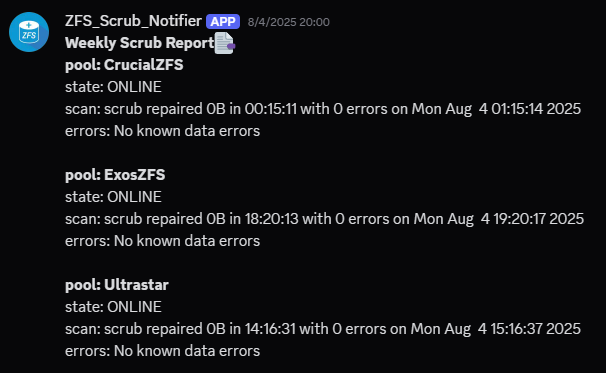 ZFS
ZFS_Scrub_Notifier APP 8/4/2025 20:00
Weekly Scrub Report
pool: CrucialZFS
state: ONLINE
scan: scrub repaired 0B in 00:15:11 with 0 errors on Mon Aug  4 01:15:14 2025
errors: No known data errors
pool: ExosZFS
state: ONLINE
scan: scrub repaired 0B in 18:20:13 with 0 errors on Mon Aug  4 19:20:17 2025
errors: No known data errors
pool: Ultrastar
state: ONLINE
scan: scrub repaired 0B in 14:16:31 with 0 errors on Mon Aug  4 15:16:37 2025
errors: No known data errors